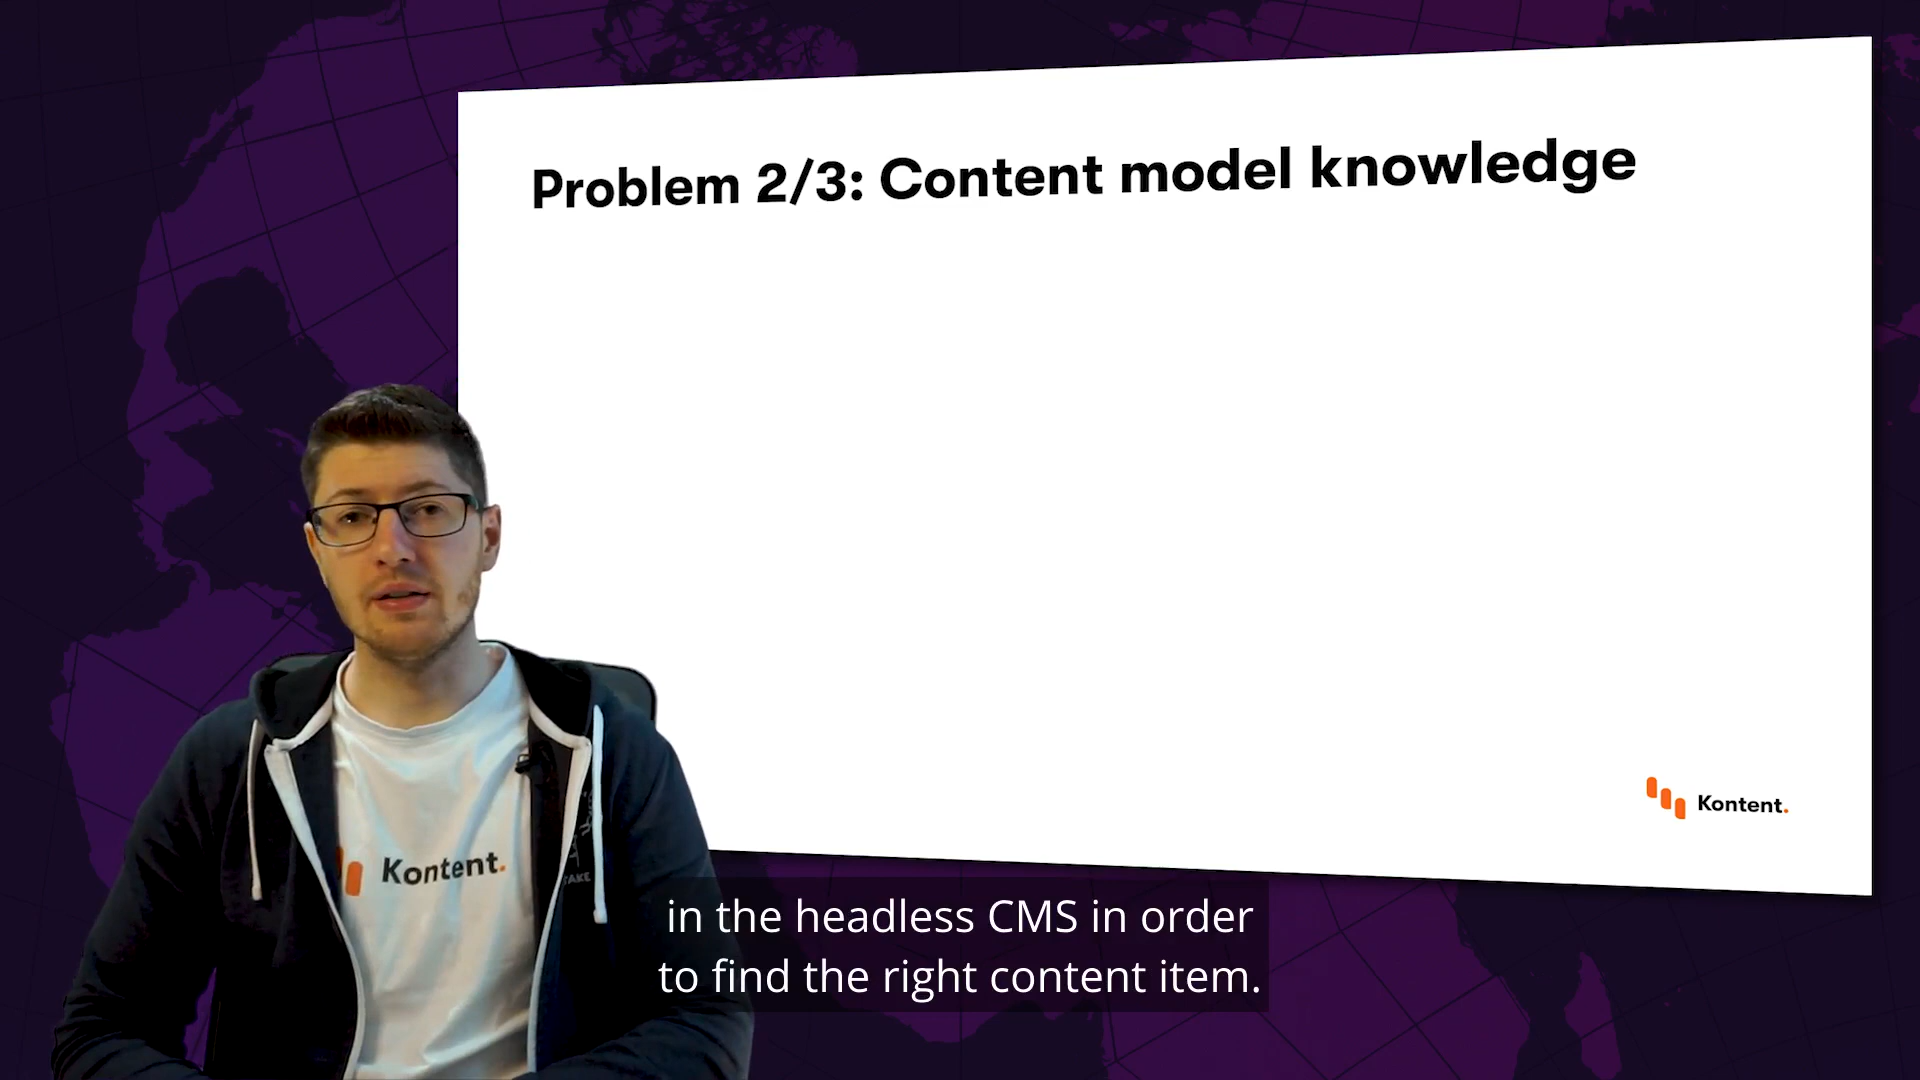 Problem 2/3: Content model knowledge
Kontent.
Kontent.
TAKE
in the headless CMS in order
to find the right content item.